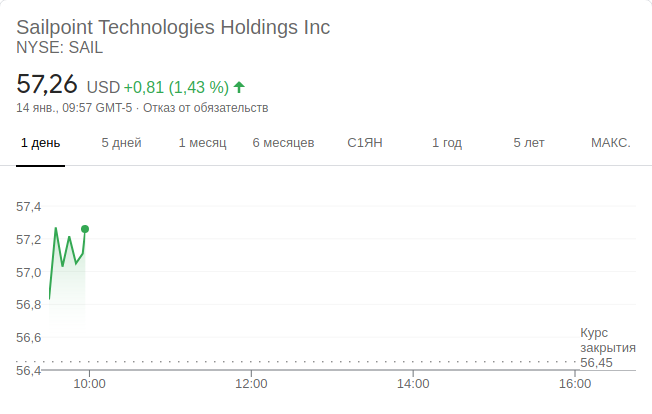 Sailpoint Technologies Holdings Inc
NYSE: SAIL
57,26 USD +0,81 (1,43 %)
14 янв., 09:57 GMT-5 · Отказ от обязательств
1 день 5 дней 1 месяц 6 месяцев С1ЯН 1 год 5 лет МАКС.
57,4
57,2
57,0
56,8
56,6
56,4
Курс
закрытия
56,45
10:00 12:00 14:00 16:00